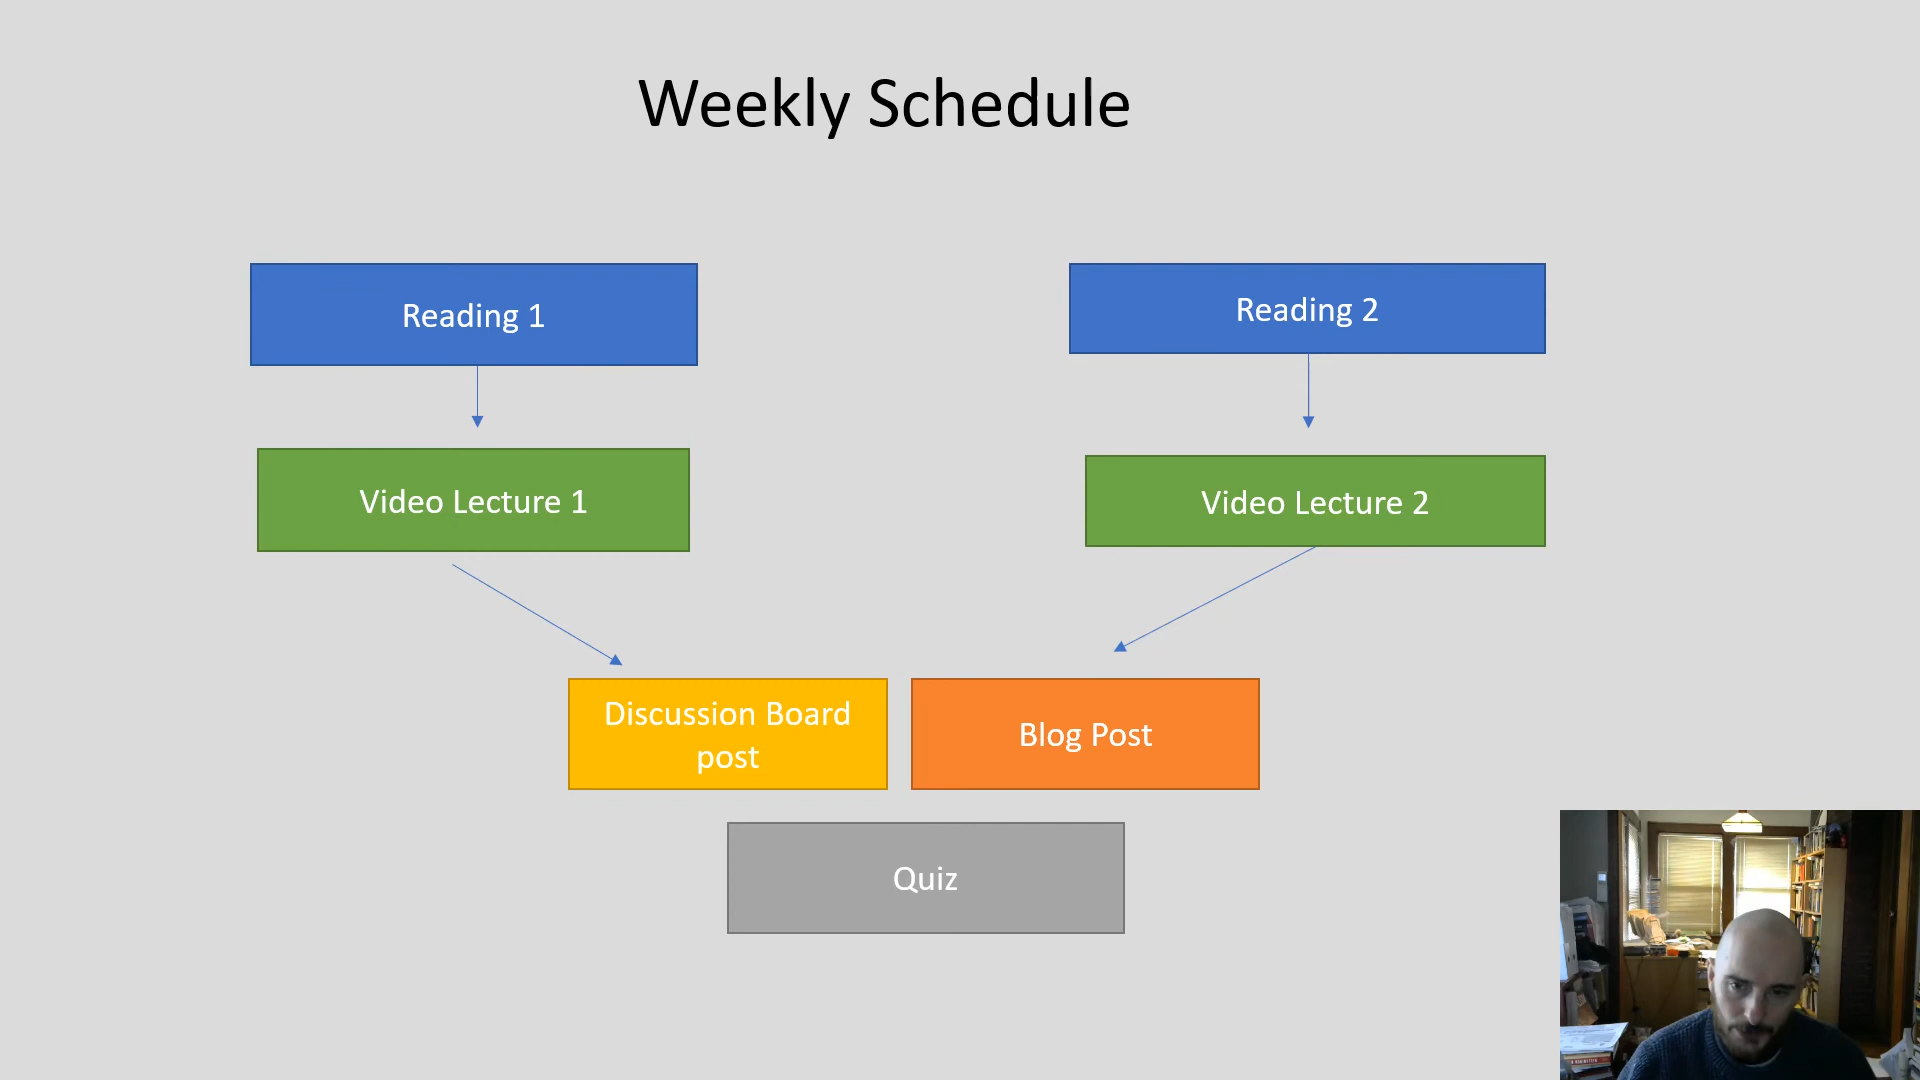 Weekly Schedule
Reading 1
Reading 2
Video Lecture 1
Video Lecture 2
Discussion Board
post
Blog Post
Quiz